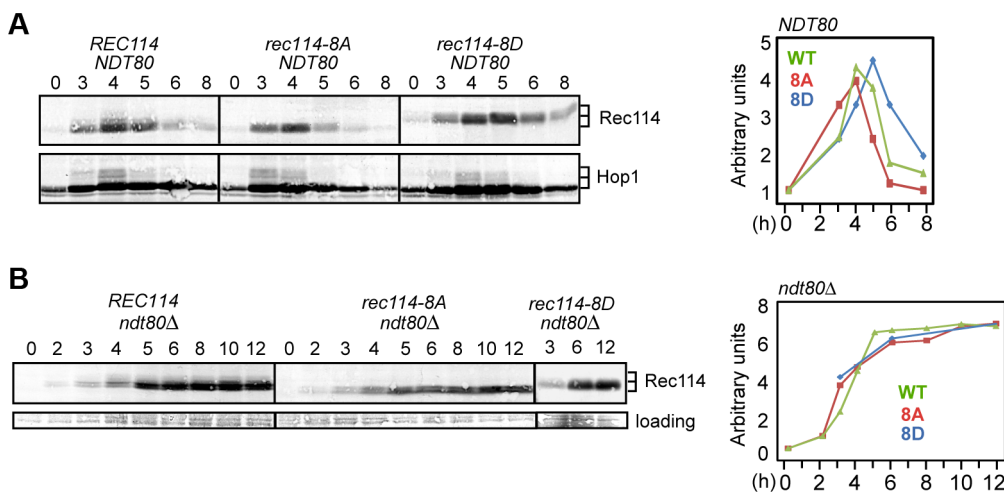 A
REC114
NDT80
rec114-8A
NDT80
rec114-8D
NDT80
0 3 4 5 6 8 0 3 4 5 6 8 0 3 4 5 6 8
Rec114
Hop1
NDT80
WT
8A
8D
Arbitrary units
5
4
3
2
1
(h) 0 2 4 6 8
B
REC114
ndt80Δ
rec114-8A
ndt80Δ
rec114-8D
ndt80Δ
0 2 3 4 5 6 8 10 12 0 2 3 4 5 6 8 10 12 3 6 12
Rec114
loading
ndt80Δ
WT
8A
8D
Arbitrary units
8
6
4
2
0
(h) 0 2 4 6 8 10 12